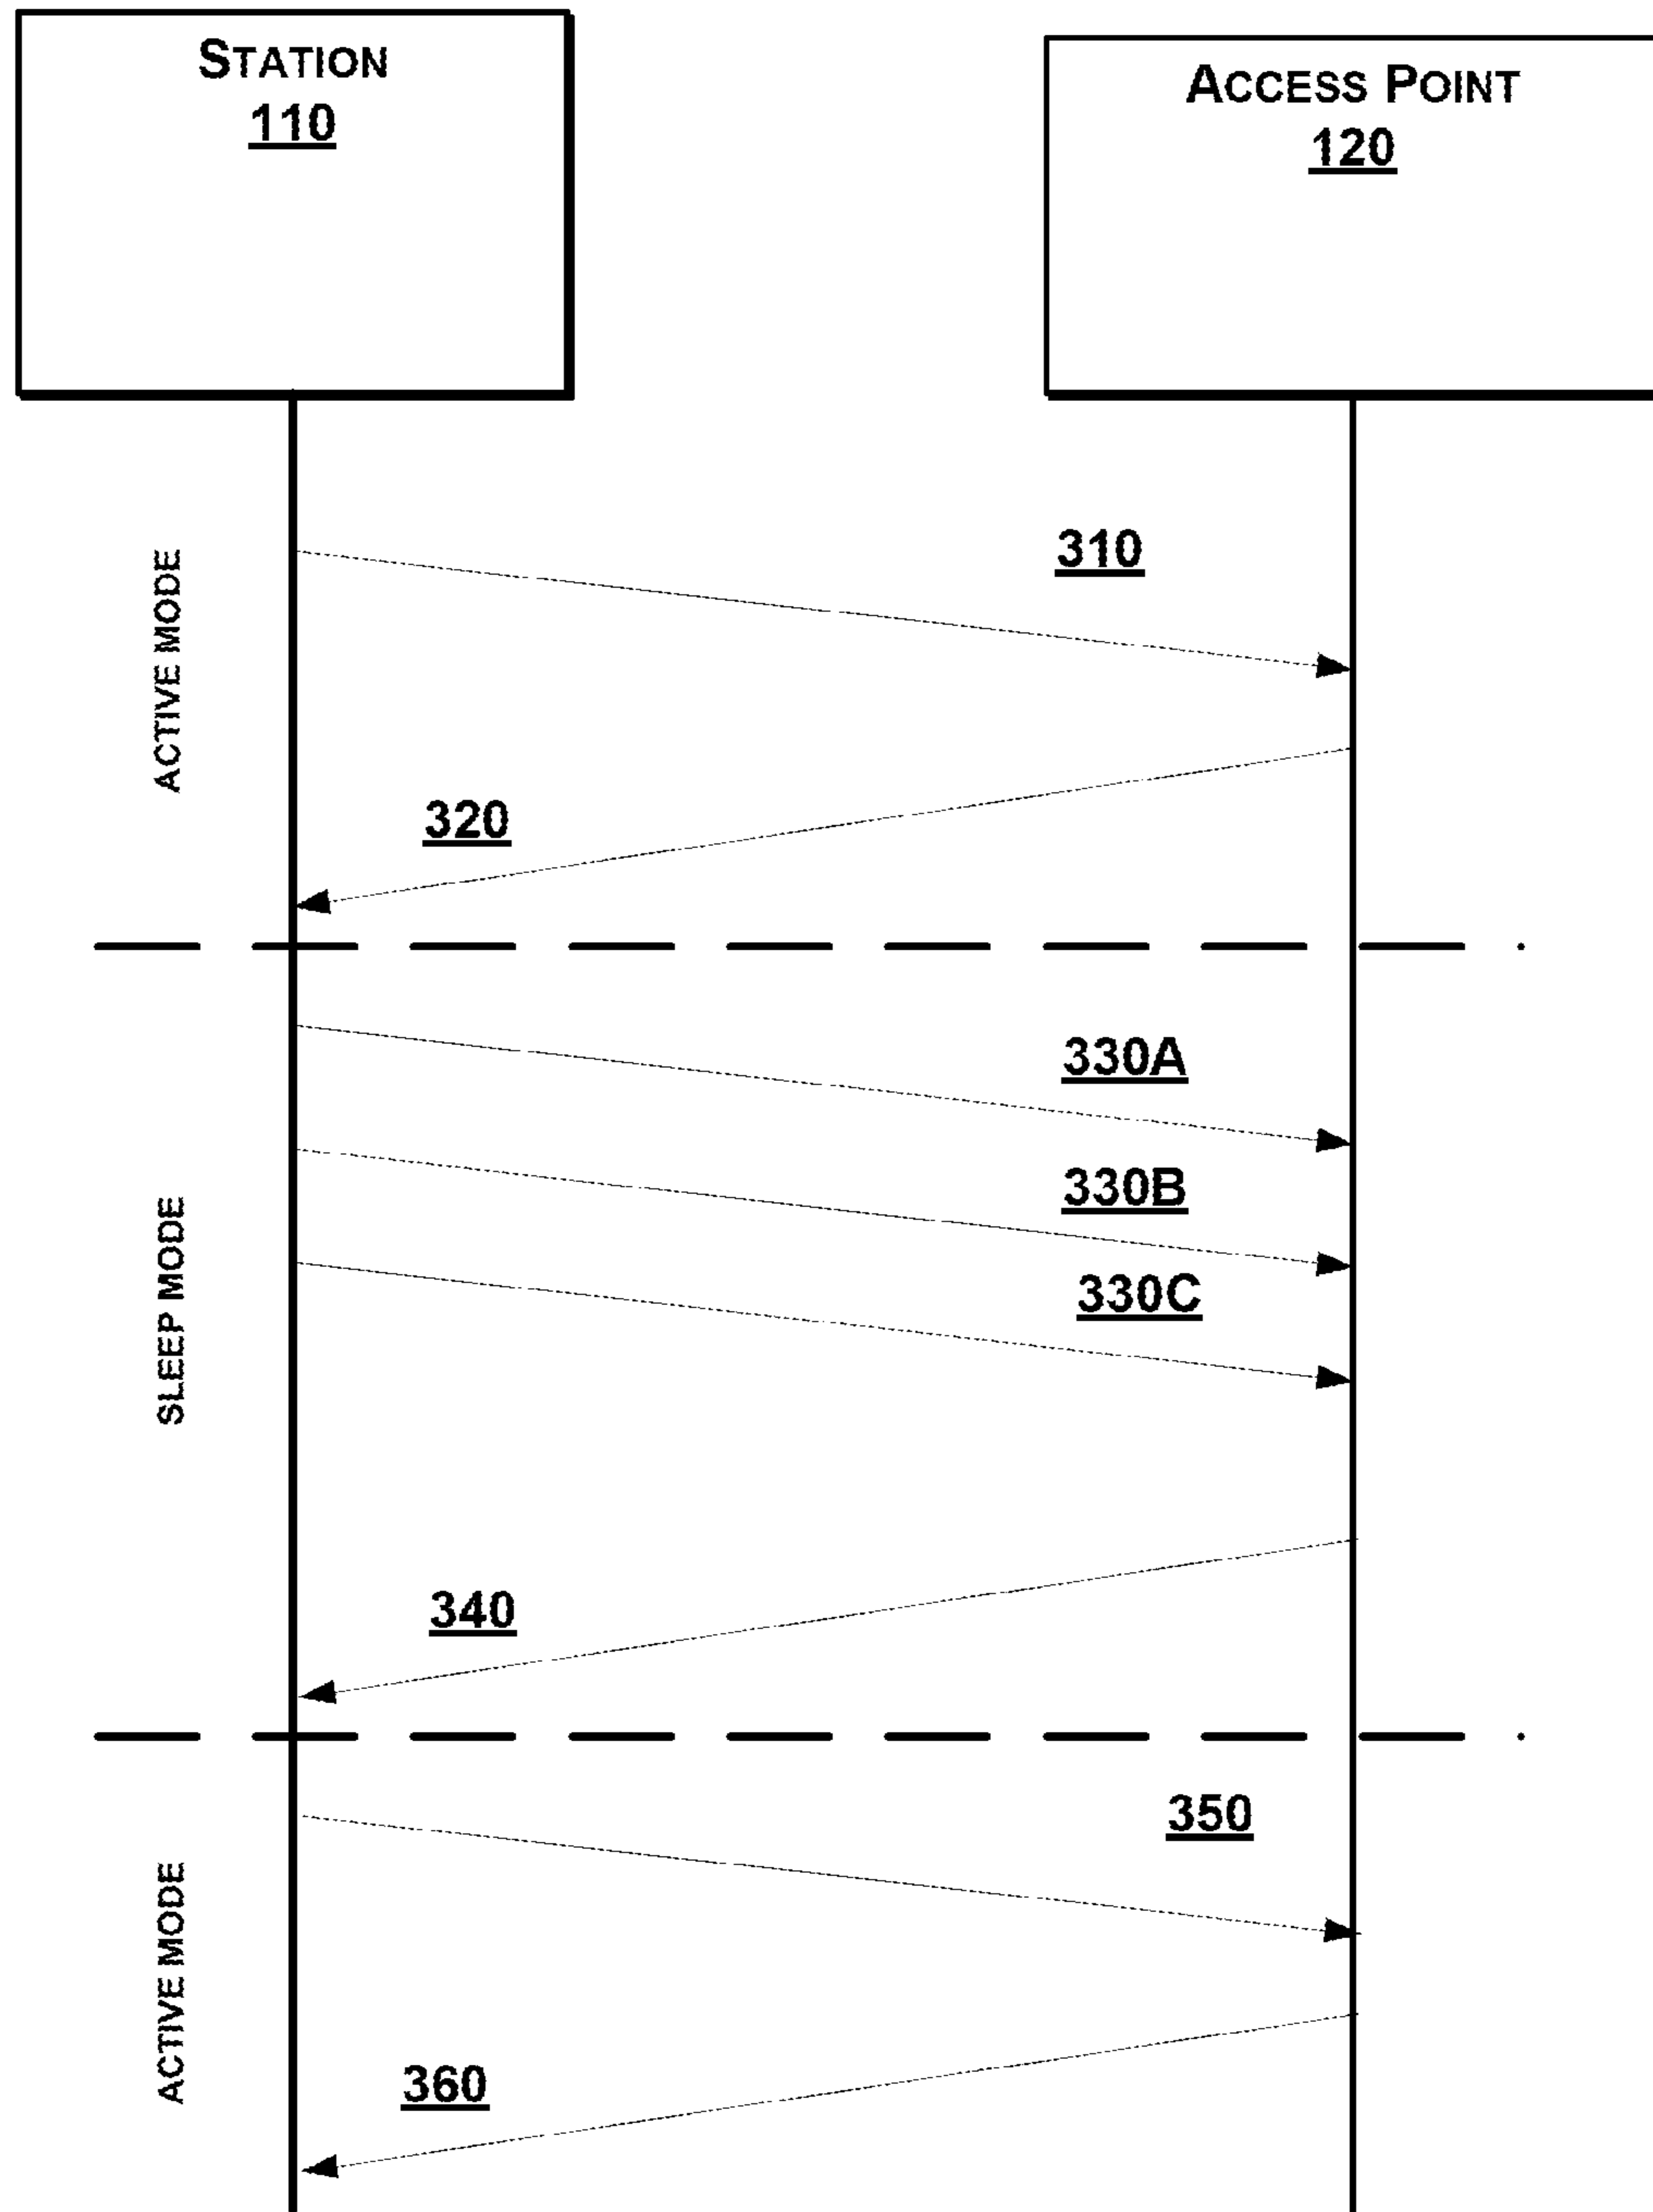 STATION
110
ACCESS POINT
120
ACTIVE MODE
310
320
SLEEP MODE
330A
330B
330C
340
ACTIVE MODE
350
360